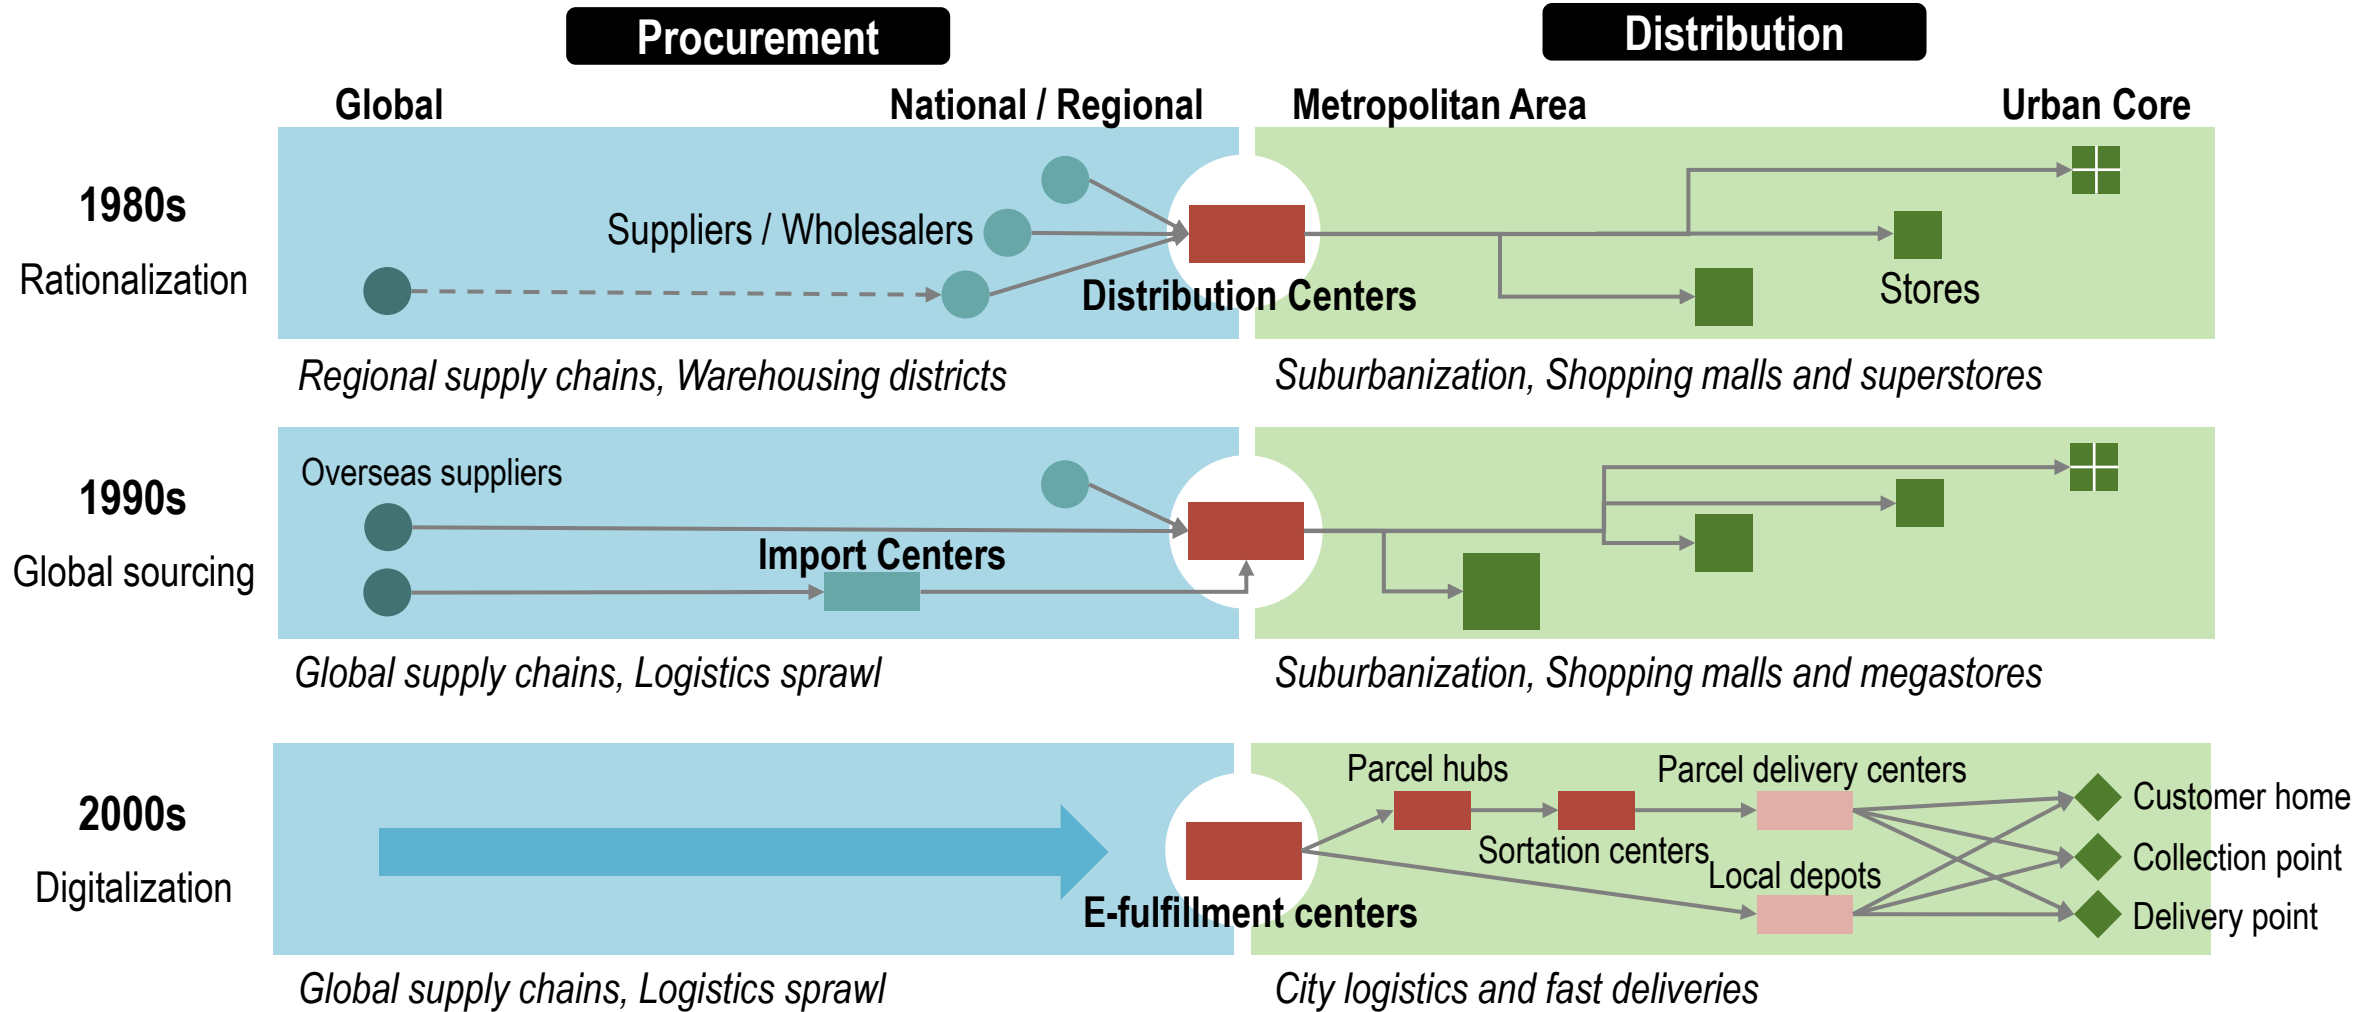 Procurement
Distribution
Global
National / Regional
Metropolitan Area
Urban Core
1980s
Rationalization
Suppliers / Wholesalers
Distribution Centers
Stores
Regional supply chains, Warehousing districts
Suburbanization, Shopping malls and superstores
1990s
Global sourcing
Overseas suppliers
Import Centers
Global supply chains, Logistics sprawl
Suburbanization, Shopping malls and megastores
2000s
Digitalization
E-fulfillment centers
Parcel hubs
Parcel delivery centers
Sortation centers
Local depots
Customer home
Collection point
Delivery point
Global supply chains, Logistics sprawl
City logistics and fast deliveries